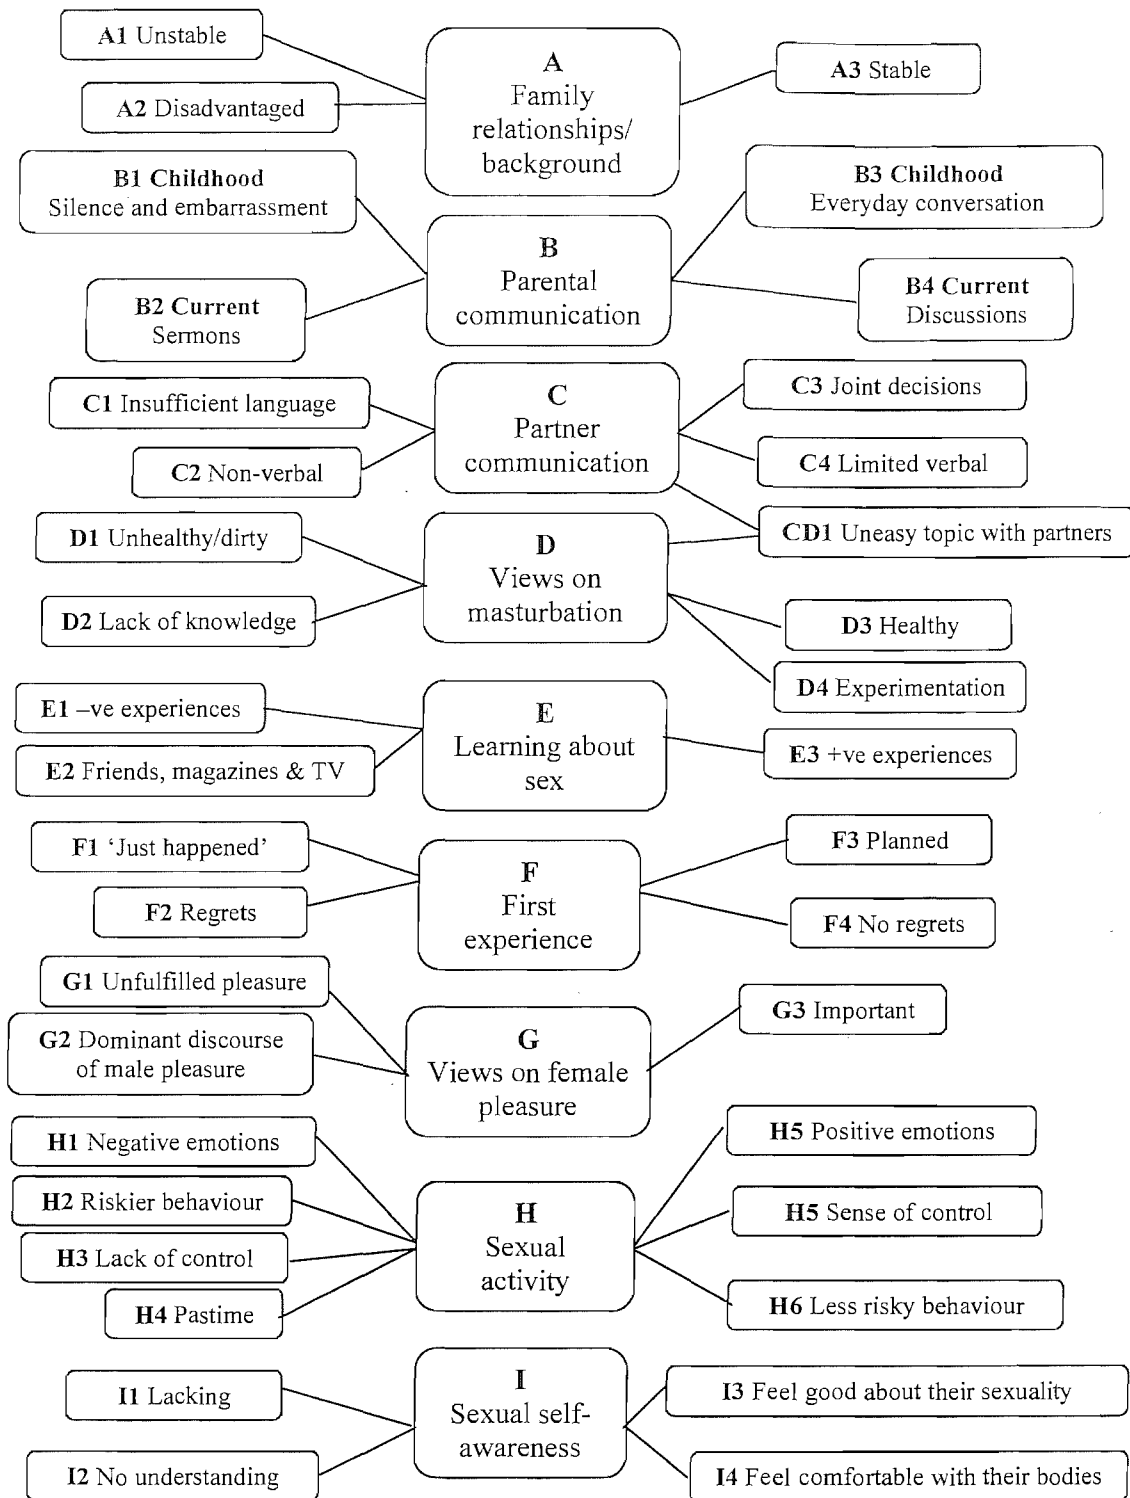 A1 Unstable
A2 Disadvantaged
A
Family
relationships/
background
A3 Stable
B1 Childhood
Silence and embarrassment
B2 Current
Sermons
B
Parental
communication
B3 Childhood
Everyday conversation
B4 Current
Discussions
C1 Insufficient language
C2 Non-verbal
C
Partner
communication
C3 Joint decisions
C4 Limited verbal
CD1 Uneasy topic with partners
D1 Unhealthy/dirty
D2 Lack of knowledge
D
Views on
masturbation
D3 Healthy
D4 Experimentation
E1 –ve experiences
E2 Friends, magazines & TV
E
Learning about
sex
E3 +ve experiences
F1 ‘Just happened’
F2 Regrets
F
First
experience
F3 Planned
F4 No regrets
G1 Unfulfilled pleasure
G2 Dominant discourse
of male pleasure
G
Views on female
pleasure
G3 Important
H1 Negative emotions
H2 Riskier behaviour
H3 Lack of control
H4 Pastime
H
Sexual
activity
H5 Positive emotions
H5 Sense of control
H6 Less risky behaviour
I1 Lacking
I2 No understanding
I
Sexual self-
awareness
I3 Feel good about their sexuality
I4 Feel comfortable with their bodies